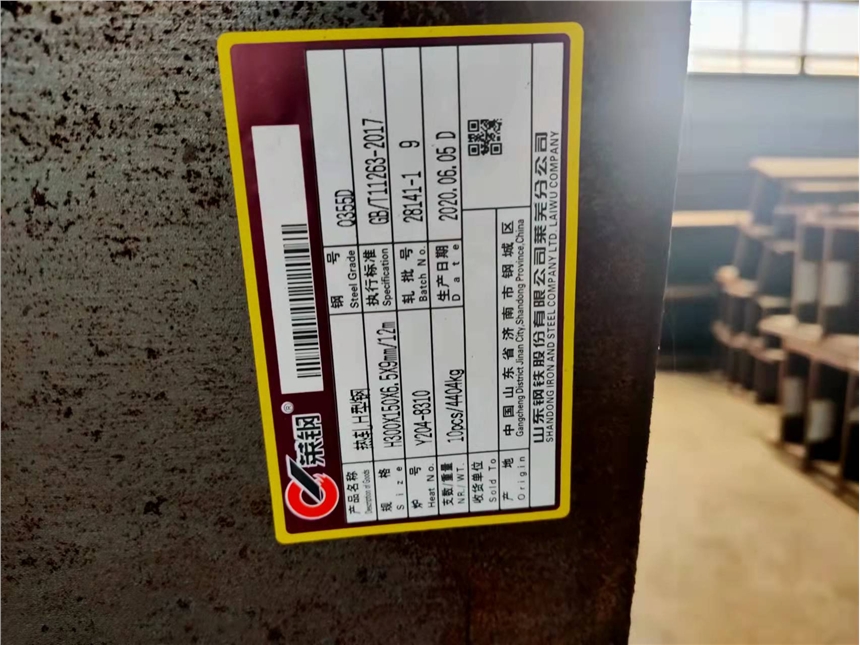 莱钢®
产品名称 Description of Goods 热轧H型钢 钢号 Steel Grade Q355D
规格 Size H300X150X6.5X9mm/12m 执行标准 Specification GB/T11263-2017
炉号 Heat No. Y204-8310 轧批号 Batch No. 28141-1 9
支数/重量 NR/WT. 10pcs/4404kg 生产日期 Date 2020.06.05 D
收货单位 Sold To
产地 Origin 中国山东省济南市钢城区
Gangcheng District Jinan City,Shandong Province,China
山东钢铁股份有限公司莱芜分公司
SHANDONG IRON AND STEEL COMPANY LTD. LAIWU COMPANY